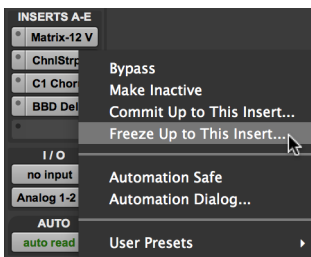 INSERTS A-E
Matrix-12 V
ChnlStrp
C1 Chor
BBD Del
I / O
no input
Analog 1-2
AUTO
auto read
Bypass
Make Inactive
Commit Up to This Insert...
Freeze Up to This Insert...
Automation Safe
Automation Dialog...
User Presets